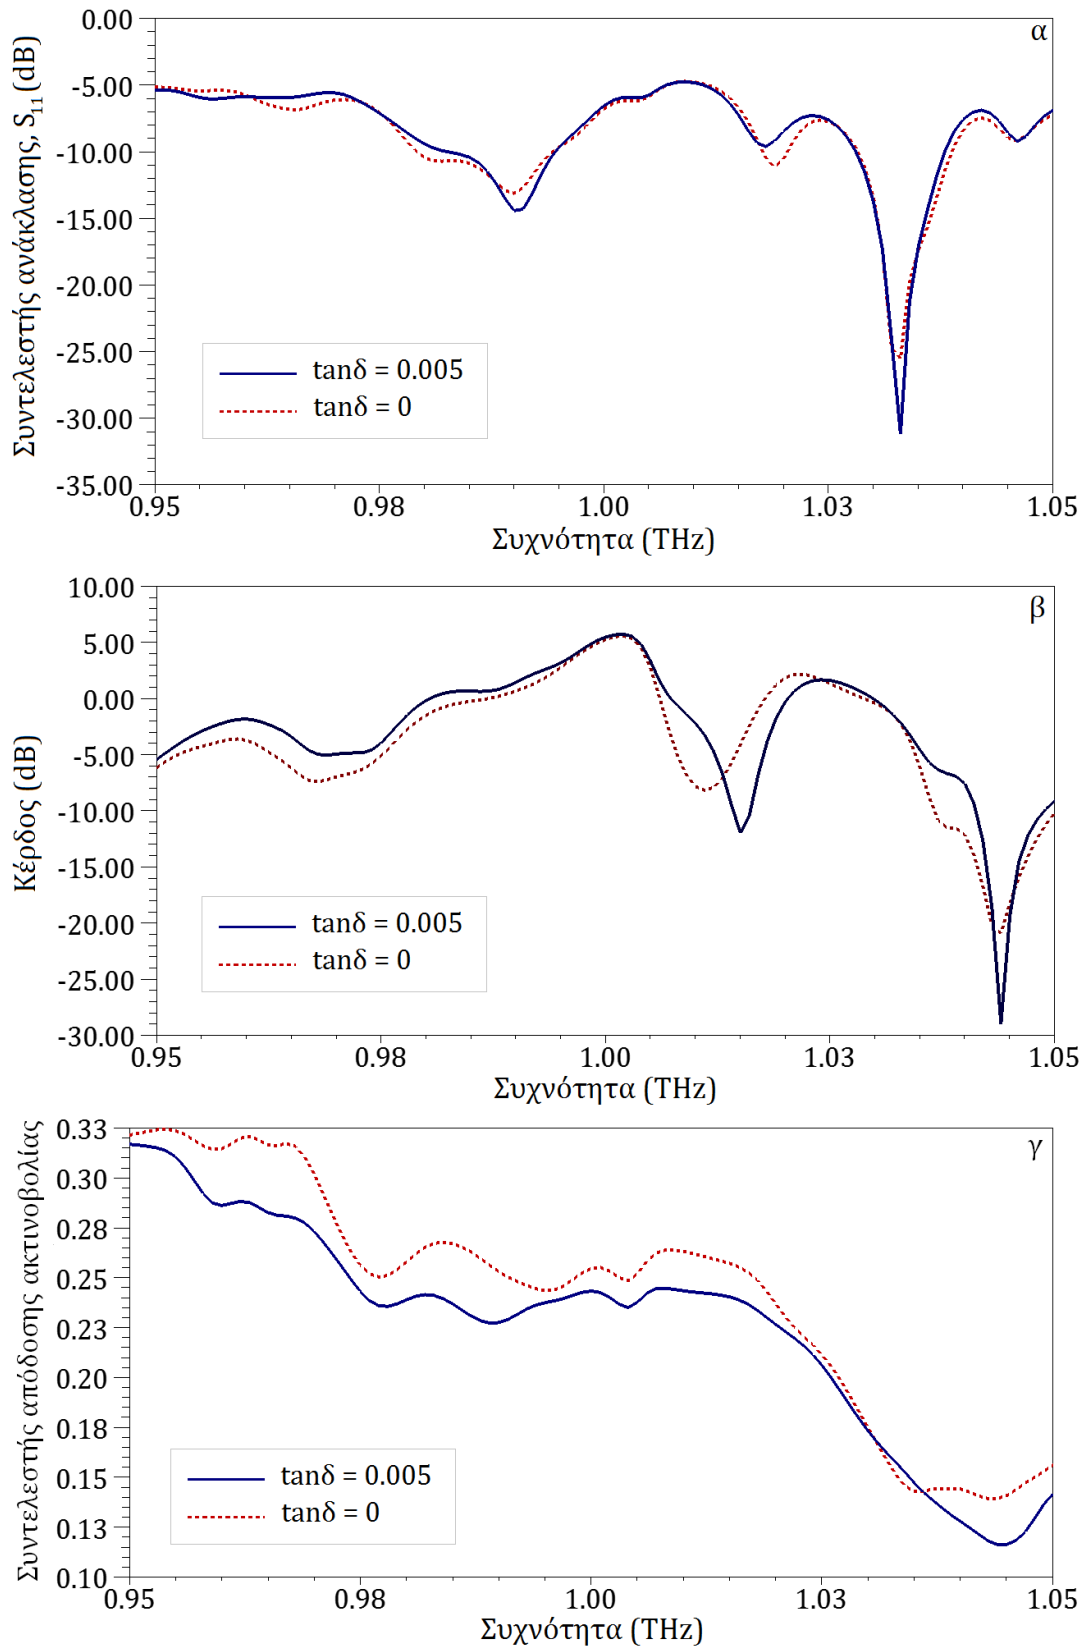 α
Συντελεστής ανάκλασης, S11 (dB)
0.00
-5.00
-10.00
-15.00
-20.00
-25.00
-30.00
-35.00
tanδ = 0.005
tanδ = 0
0.95
0.98
1.00
1.03
1.05
Συχνότητα (THz)
β
Κέρδος (dB)
10.00
5.00
0.00
-5.00
-10.00
-15.00
-20.00
-25.00
-30.00
tanδ = 0.005
tanδ = 0
0.95
0.98
1.00
1.03
1.05
Συχνότητα (THz)
γ
Συντελεστής απόδοσης ακτινοβολίας
0.33
0.30
0.28
0.25
0.23
0.20
0.18
0.15
0.13
0.10
tanδ = 0.005
tanδ = 0
0.95
0.98
1.00
1.03
1.05
Συχνότητα (THz)